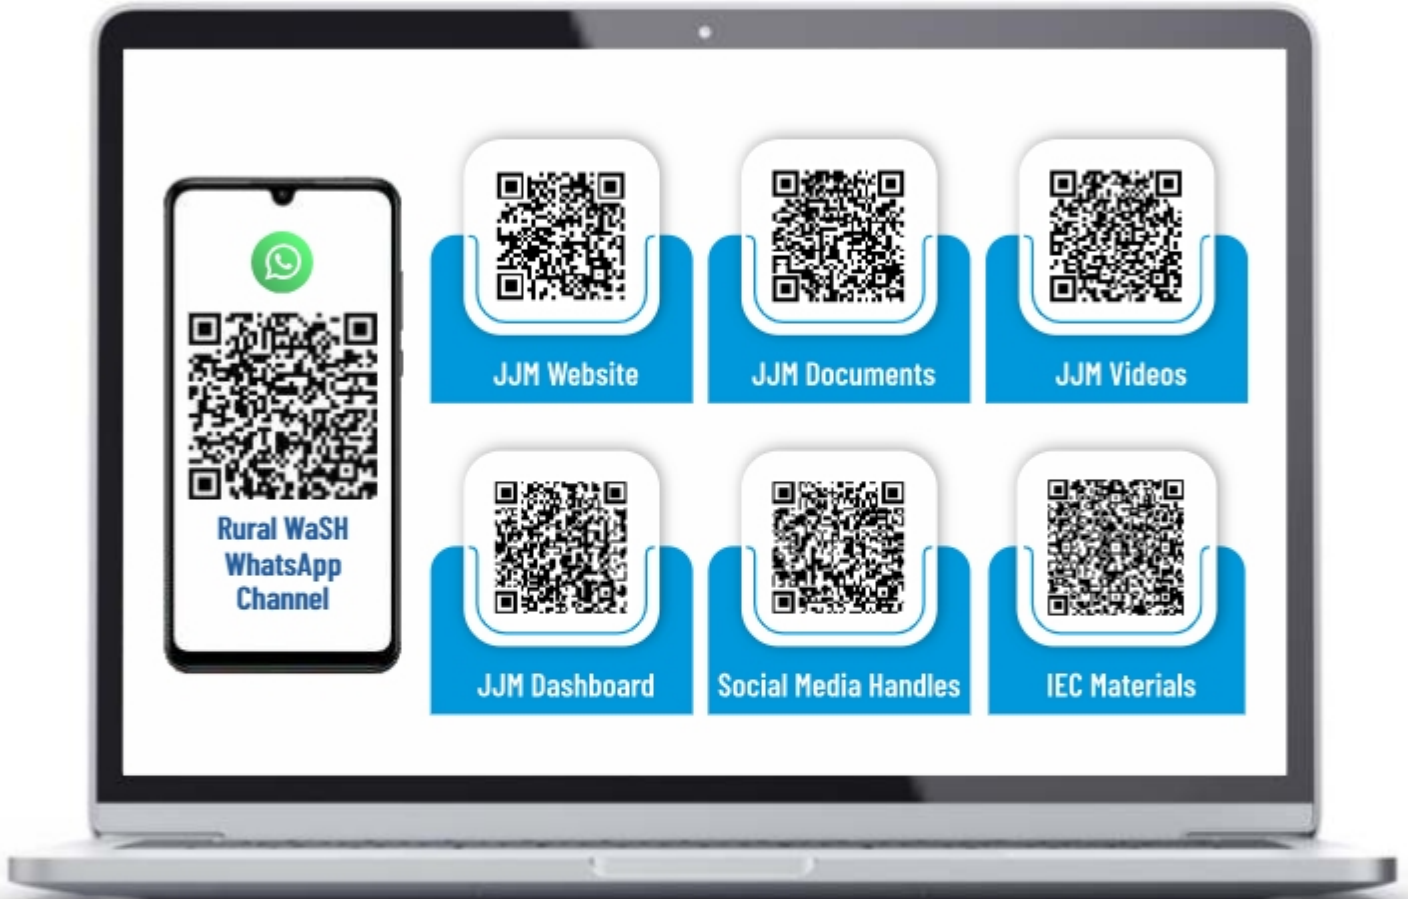 Rural WaSH
WhatsApp
Channel
JJM Website
JJM Documents
JJM Videos
JJM Dashboard
Social Media Handles
IEC Materials